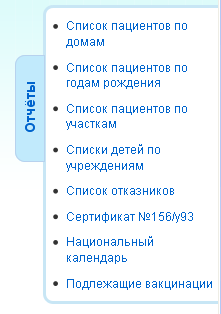 Отчёты
Список пациентов по
домам
Список пациентов по
годам рождения
Список пациентов по
участкам
Списки детей по
учреждениям
Список отказников
Сертификат №156/у93
Национальный
календарь
Подлежащие вакцинации